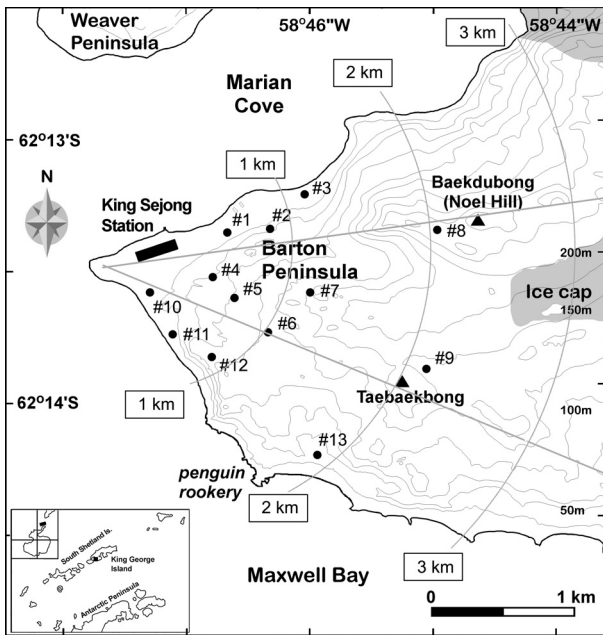 58°46'W
58°44"W
Weaver
Peninsula
3 km
2 km
Marian
Cove
62°13'S
1 km
N
#3
Baekdubong
(Noel Hill)
King Sejong
Station
#1
#2
#8
Barton
Peninsula
200m
#4
#5
#7
Ice cap
150m
#10
#11
#6
#12
#9
Taebaekbong
1 km
62°14'S
100m
#13
penguin
rookery
2 km
50m
South Shetland Is.
King George
Island
Antarctic Peninsula
3 km
Maxwell Bay
0
1 km